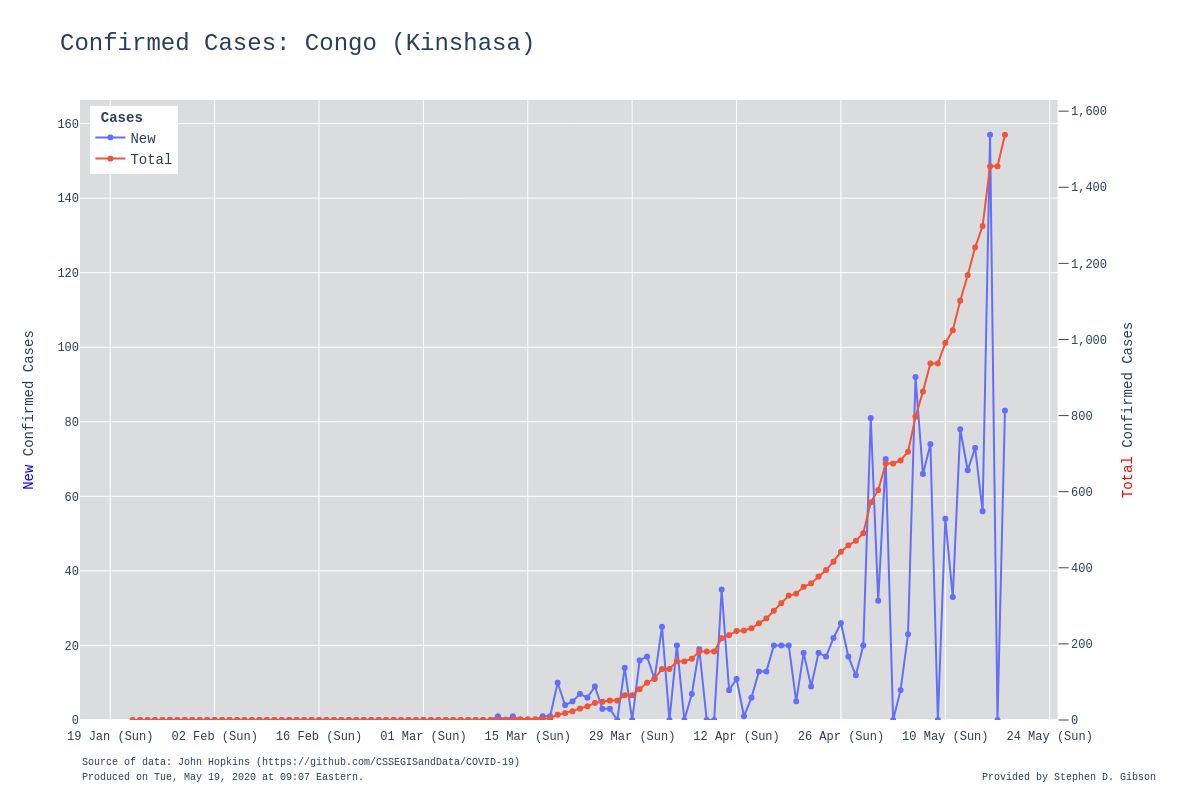 Confirmed Cases: Congo (Kinshasa)
Cases
New
Total
160
140
120
100
80
60
40
20
0
New Confirmed Cases
1,600
1,400
1,200
1,000
800
600
400
200
0
Total Confirmed Cases
19 Jan (Sun) 02 Feb (Sun) 16 Feb (Sun) 01 Mar (Sun) 15 Mar (Sun) 29 Mar (Sun) 12 Apr (Sun) 26 Apr (Sun) 10 May (Sun) 24 May (Sun)
Source of data: John Hopkins (https://github.com/CSSEGISandData/COVID-19)
Produced on Tue, May 19, 2020 at 09:07 Eastern.
Provided by Stephen D. Gibson